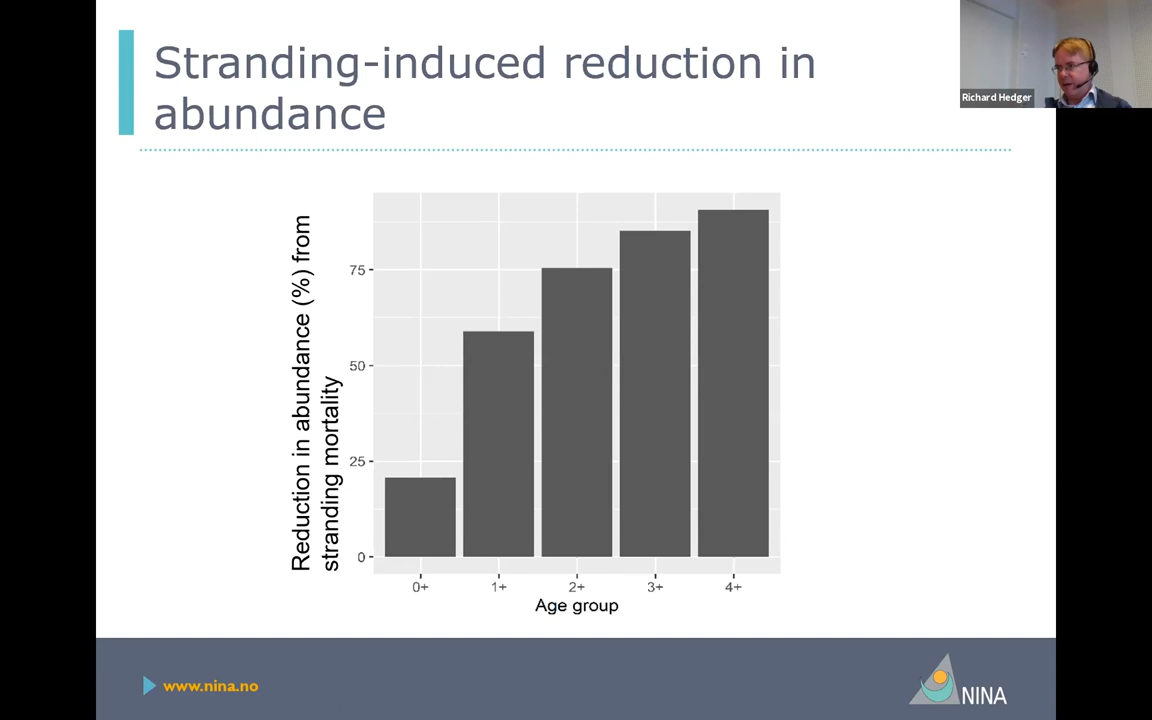 Stranding-induced reduction in
abundance
Richard Hedger
Reduction in abundance (%) from
stranding mortality
75
50
25
0
0+ 1+ 2+ 3+ 4+
Age group
www.nina.no
NINA